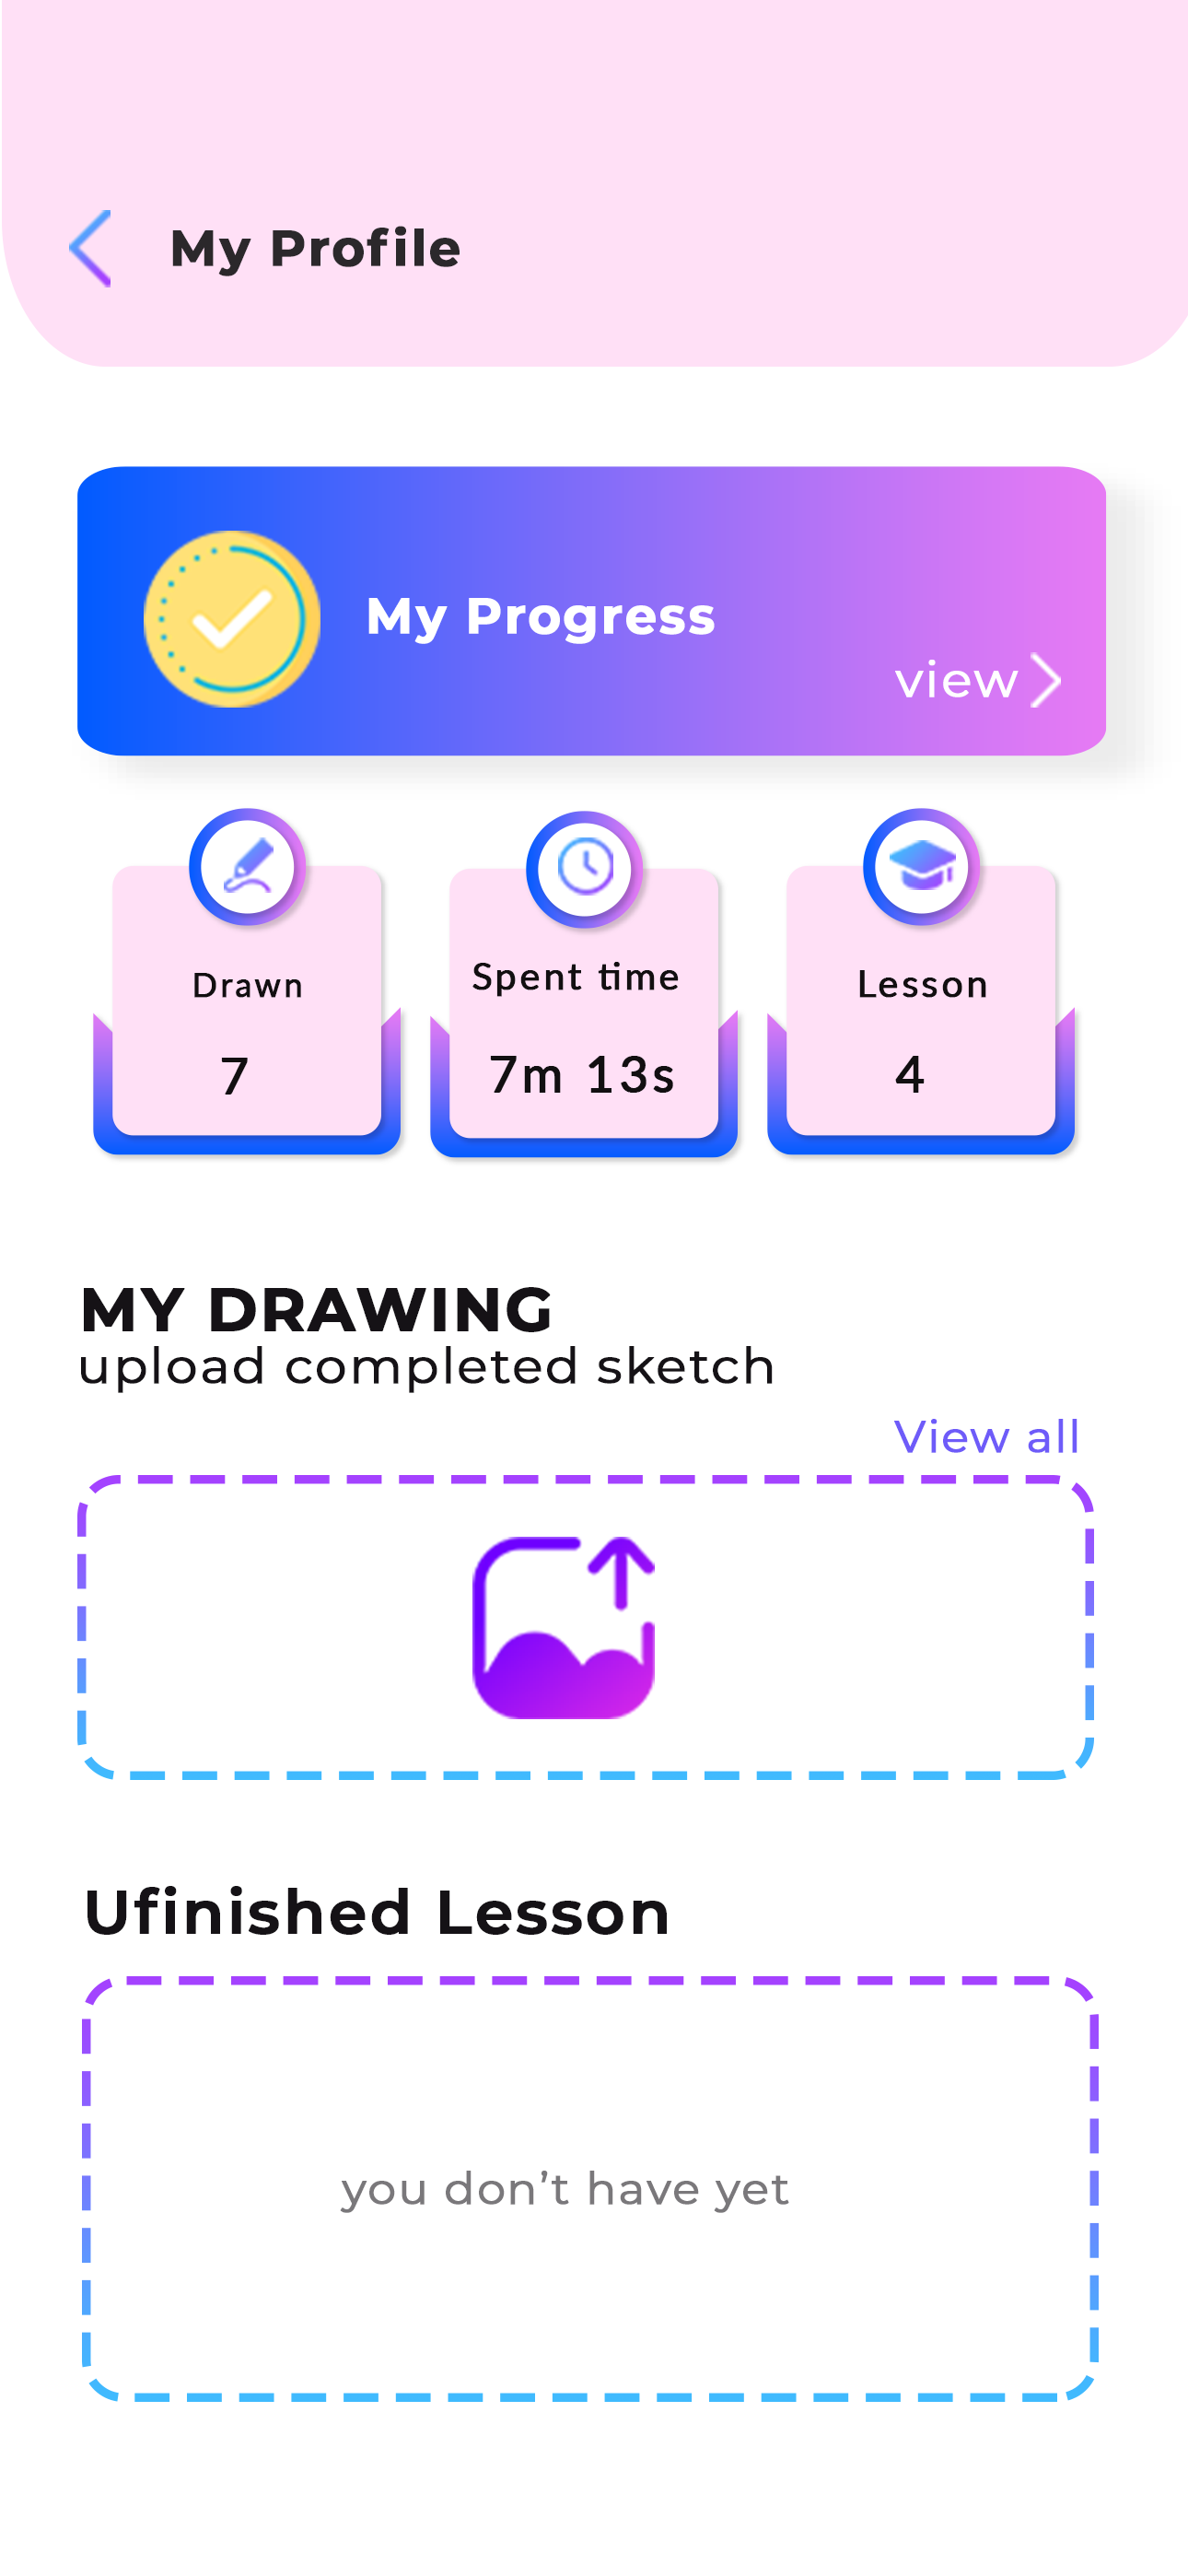 My Profile
My Progress
view
Drawn
7
Spent time
7m 13s
Lesson
4
MY DRAWING
upload completed sketch
View all
Ufinished Lesson
you don’t have yet